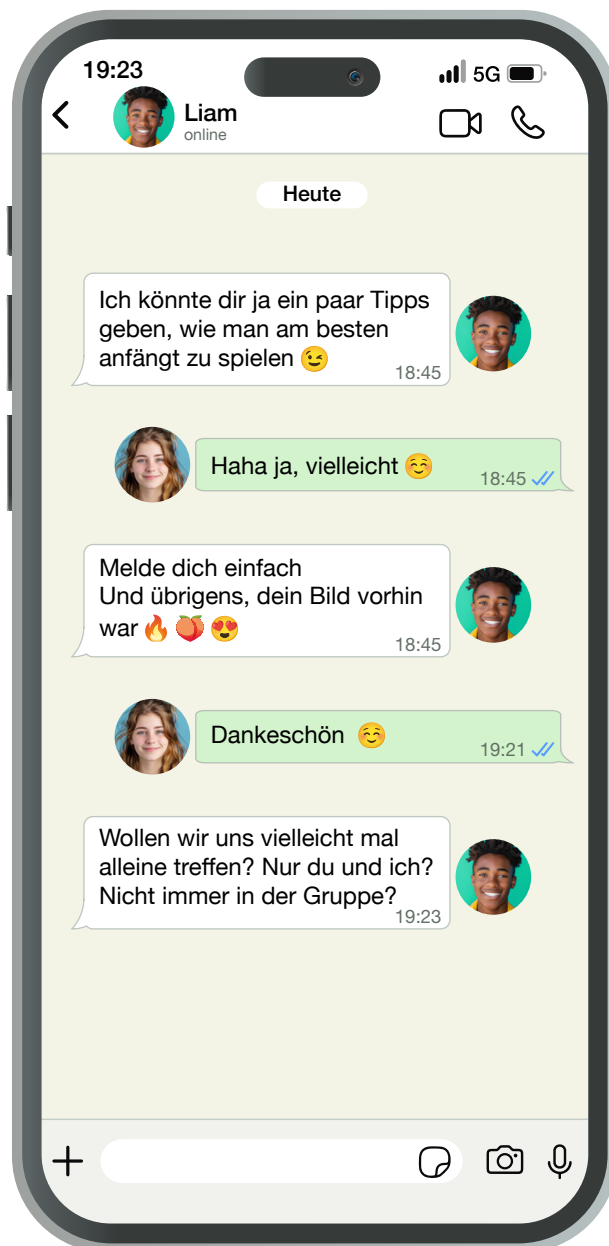 19:23
5G
Liam
online
Heute
Ich könnte dir ja ein paar Tipps
geben, wie man am besten
anfängt zu spielen 😉
18:45
Haha ja, vielleicht ☺️
18:45
Melde dich einfach
Und übrigens, dein Bild vorhin
war 🔥 🍑 😍
18:45
Dankeschön ☺️
19:21
Wollen wir uns vielleicht mal
alleine treffen? Nur du und ich?
Nicht immer in der Gruppe?
19:23